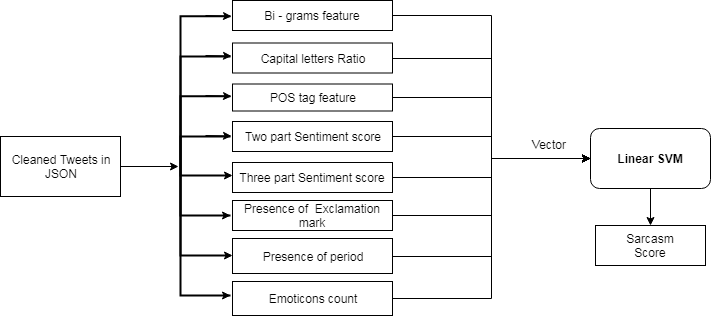 Bi - grams feature
Capital letters Ratio
POS tag feature
Two part Sentiment score
Three part Sentiment score
Presence of Exclamation
mark
Presence of period
Emoticons count
Cleaned Tweets in
JSON
Vector
Linear SVM
Sarcasm
Score